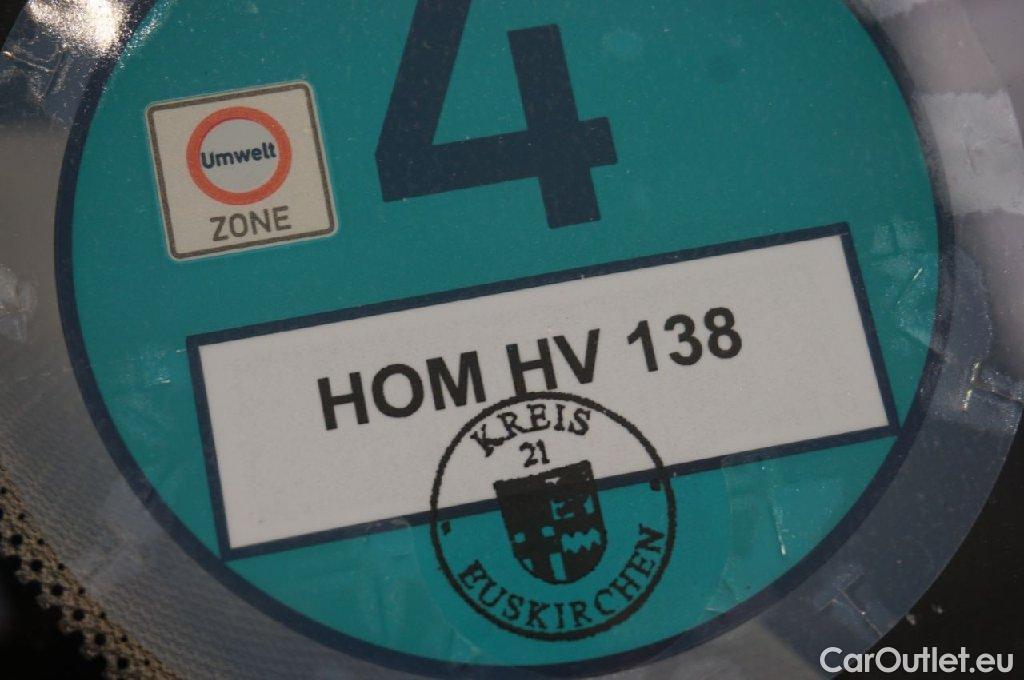 4
Umwelt
ZONE
HOM HV 138
KREIS
21
EUSKIRCHEN
CarOutlet.eu